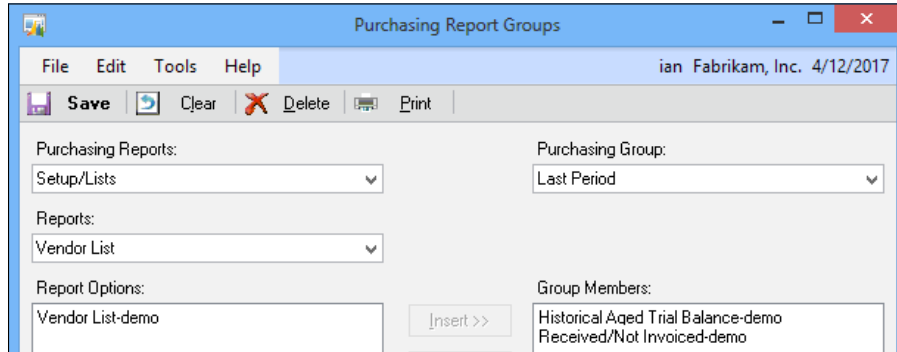 Purchasing Report Groups
File Edit Tools Help ian Fabrikam, Inc. 4/12/2017
Save Clear Delete Print
Purchasing Reports: Purchasing Group:
Setup/Lists Last Period
Reports:
Vendor List
Report Options: Group Members:
Vendor List-demo Insert >> Historical Aged Trial Balance-demo
Received/Not Invoiced-demo